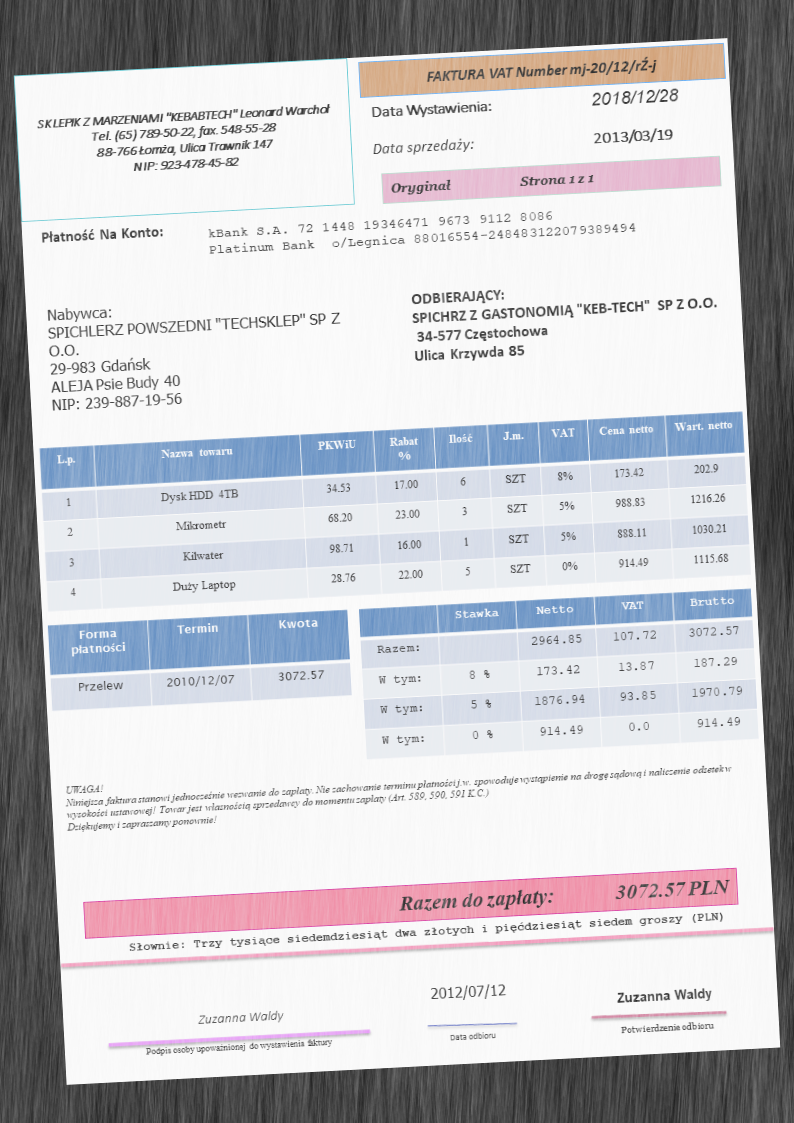 SKLEPIK Z MARZENIAMI "KEBABTECH" Leonard Warchoł
Tel. (65) 789-50-22, fax. 548-55-28
88-766 Łomża, Ulica Trawnik 147
NIP: 923-478-45-82
FAKTURA VAT Number mj-20/12/rŹ-j
Data Wystawienia: 2018/12/28
Data sprzedaży: 2013/03/19
Oryginał Strona 1 z 1
Płatność Na Konto: kBank S.A. 72 1448 19346471 9673 9112 8086
Platinum Bank o/Legnica 88016554-248483122079389494
Nabywca:
SPICHLERZ POWSZEDNI "TECHSKLEP" SP Z
O.O.
29-983 Gdańsk
ALEJA Psie Budy 40
NIP: 239-887-19-56
ODBIERAJĄCY:
SPICHRZ Z GASTONOMIĄ "KEB-TECH" SP Z O.O.
34-577 Częstochowa
Ulica Krzywda 85
L.p. Nazwa towaru PKWiU Rabat % Ilość J.m. VAT Cena netto Wart. netto
1 Dysk HDD 4TB 34.53 17.00 6 SZT 8% 173.42 202.9
2 Mikrometr 68.20 23.00 3 SZT 5% 988.83 1216.26
3 Kilwater 98.71 16.00 1 SZT 5% 888.11 1030.21
4 Duży Laptop 28.76 22.00 5 SZT 0% 914.49 1115.68
Forma płatności Termin Kwota
Przelew 2010/12/07 3072.57
Stawka Netto VAT Brutto
Razem: 2964.85 107.72 3072.57
W tym: 8 % 173.42 13.87 187.29
W tym: 5 % 1876.94 93.85 1970.79
W tym: 0 % 914.49 0.0 914.49
UWAGA!
Niniejsza faktura stanowi jednocześnie wezwanie do zapłaty. Nie zachowanie terminu płatności j.w. spowoduje wystąpienie na drogę sądową i naliczenie odsetek w
wysokości ustawowej! Towar jest własnością sprzedawcy do momentu zapłaty (Art. 589, 590, 591 K.C.)
Dziękujemy i zapraszamy ponownie!
Razem do zapłaty: 3072.57 PLN
Słownie: Trzy tysiące siedemdziesiąt dwa złotych i pięćdziesiąt siedem groszy (PLN)
Zuzanna Waldy
Podpis osoby upoważnionej do wystawienia faktury
2012/07/12
Data odbioru
Zuzanna Waldy
Potwierdzenie odbioru